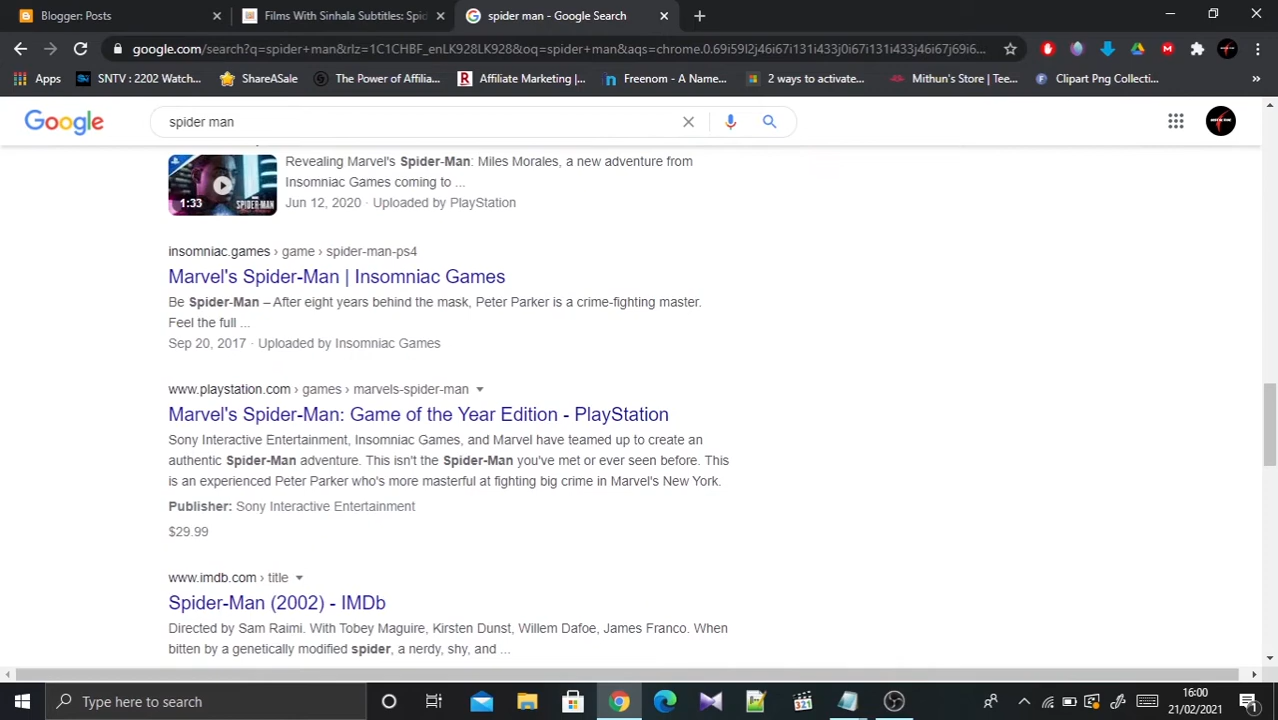 Blogger: Posts
Films With Sinhala Subtitles: Spid
spider man - Google Search
google.com/search?q=spider+man&rlz=1C1CHBF_enLK928LK928&oq=spider+man&aqs=chrome.0.69i59l2j46i67i131i433j0i67i131i433j46i67j69i6...
Apps
SNTV : 2202 Watch...
ShareASale
The Power of Affilia...
Affiliate Marketing |...
Freenom - A Name...
2 ways to activate...
Mithun's Store | Tee...
Clipart Png Collecti...
Google
spider man
Revealing Marvel's Spider-Man: Miles Morales, a new adventure from
Insomniac Games coming to ...
1:33
SPIDER-MAN
Jun 12, 2020 · Uploaded by PlayStation
insomniac.games › game › spider-man-ps4
Marvel's Spider-Man | Insomniac Games
Be Spider-Man – After eight years behind the mask, Peter Parker is a crime-fighting master.
Feel the full ...
Sep 20, 2017 · Uploaded by Insomniac Games
www.playstation.com › games › marvels-spider-man
Marvel's Spider-Man: Game of the Year Edition - PlayStation
Sony Interactive Entertainment, Insomniac Games, and Marvel have teamed up to create an
authentic Spider-Man adventure. This isn't the Spider-Man you've met or ever seen before. This
is an experienced Peter Parker who's more masterful at fighting big crime in Marvel's New York.
Publisher: Sony Interactive Entertainment
$29.99
www.imdb.com › title
Spider-Man (2002) - IMDb
Directed by Sam Raimi. With Tobey Maguire, Kirsten Dunst, Willem Dafoe, James Franco. When
bitten by a genetically modified spider, a nerdy, shy, and ...
Type here to search
321
16:00
21/02/2021
1